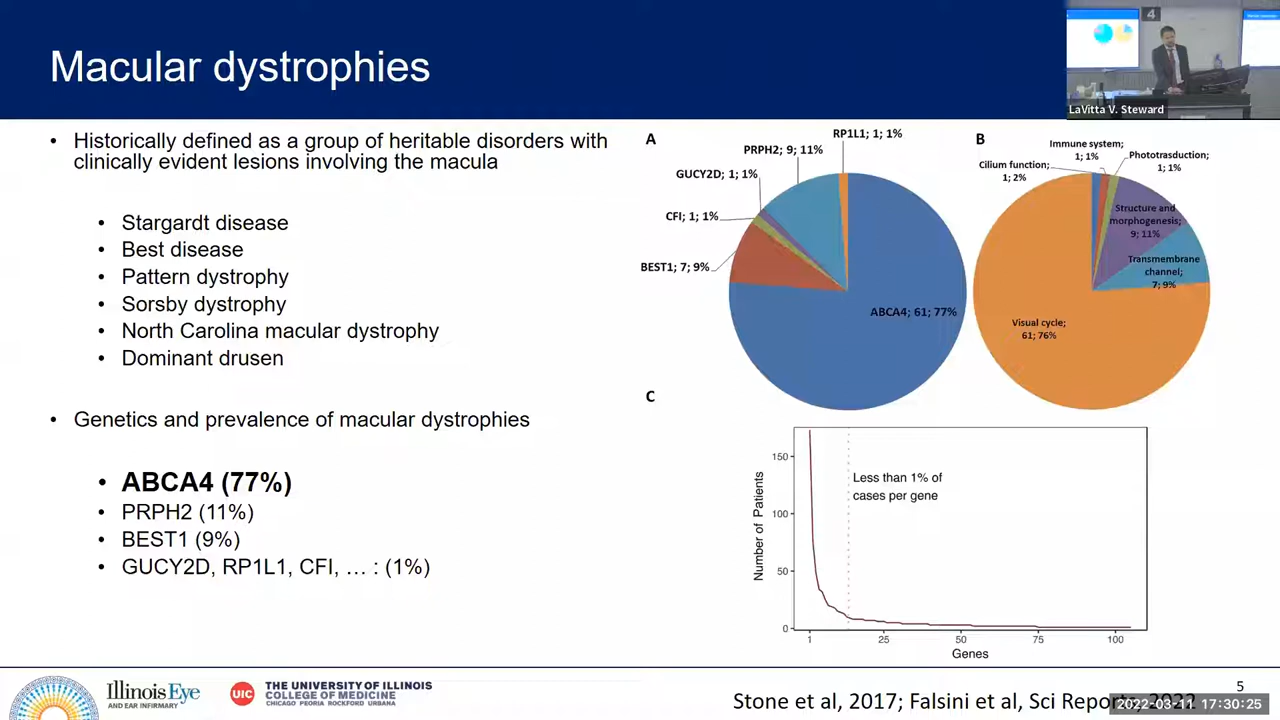 Macular dystrophies
4
LaVitta V. Steward
• Historically defined as a group of heritable disorders with
clinically evident lesions involving the macula
• Stargardt disease
• Best disease
• Pattern dystrophy
• Sorsby dystrophy
• North Carolina macular dystrophy
• Dominant drusen
• Genetics and prevalence of macular dystrophies
• ABCA4 (77%)
• PRPH2 (11%)
• BEST1 (9%)
• GUCY2D, RP1L1, CFI, … : (1%)
A
RP1L1; 1; 1%
PRPH2; 9; 11%
GUCY2D; 1; 1%
CFI; 1; 1%
BEST1; 7; 9%
ABCA4; 61; 77%
B
Immune system;
1; 1%
Phototrasduction;
1; 1%
Cilium function;
1; 2%
Structure and
morphogenesis;
9; 11%
Transmembrane
channel;
7; 9%
Visual cycle;
61; 76%
C
Number of Patients
150
100
50
0
Less than 1% of
cases per gene
1 25 50 75 100
Genes
Illinois Eye
AND EAR INFIRMARY
UIC
THE UNIVERSITY OF ILLINOIS
COLLEGE OF MEDICINE
CHICAGO PEORIA ROCKFORD URBANA
5
Stone et al, 2017; Falsini et al, Sci Reports, 2022
2022-03-11 17:30:25